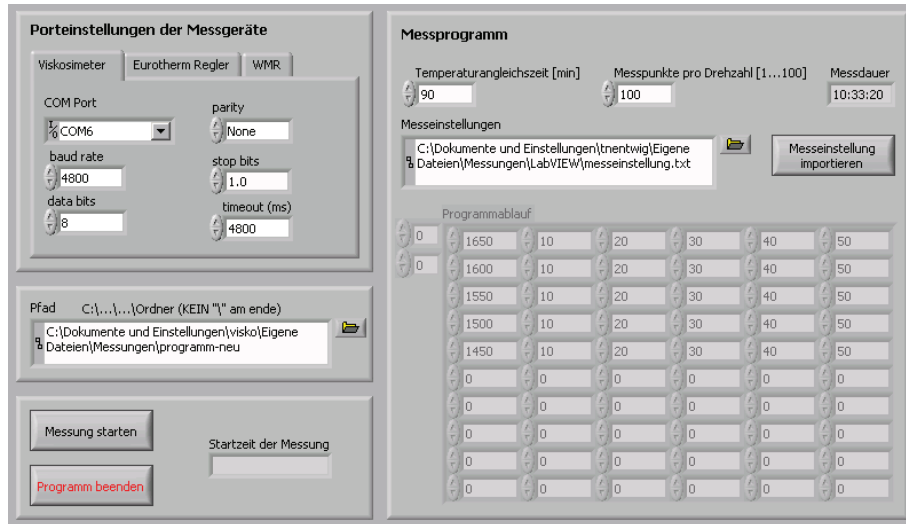 Porteinstellungen der Messgeräte
Viskosimeter Eurotherm Regler WMR
COM Port
COM6
parity
None
baud rate
4800
stop bits
1.0
data bits
8
timeout (ms)
4800
Pfad C:\...\...\Ordner (KEIN "\" am ende)
C:\Dokumente und Einstellungen\visko\Eigene
Dateien\Messungen\programm-neu
Messung starten
Startzeit der Messung
Programm beenden
Messprogramm
Temperaturangleichszeit [min] Messpunkte pro Drehzahl [1...100] Messdauer
90 100 10:33:20
Messeinstellungen
C:\Dokumente und Einstellungen\tnentwig\Eigene
Dateien\Messungen\LabVIEW\messeinstellung.txt
Messeinstellung
importieren
Programmablauf
0 1650 10 20 30 40 50
0 1600 10 20 30 40 50
1550 10 20 30 40 50
1500 10 20 30 40 50
1450 10 20 30 40 50
0 0 0 0 0 0
0 0 0 0 0 0
0 0 0 0 0 0
0 0 0 0 0 0
0 0 0 0 0 0